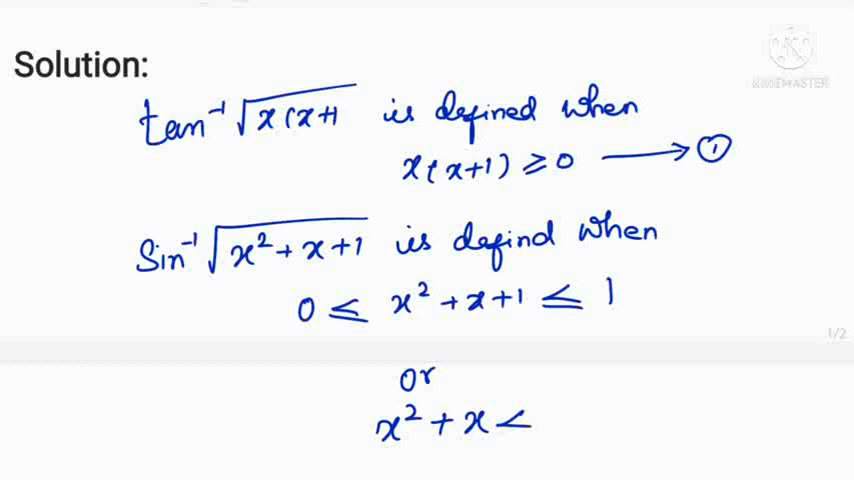 KINEMASTER
Solution:
tan⁻¹ √x(x+1 is defined when
x(x+1) ≥ 0 ⟶ ①
Sin⁻¹ √x² + x + 1 is defind when
0 ≤ x² + x + 1 ≤ 1
1/2
or
x² + x <